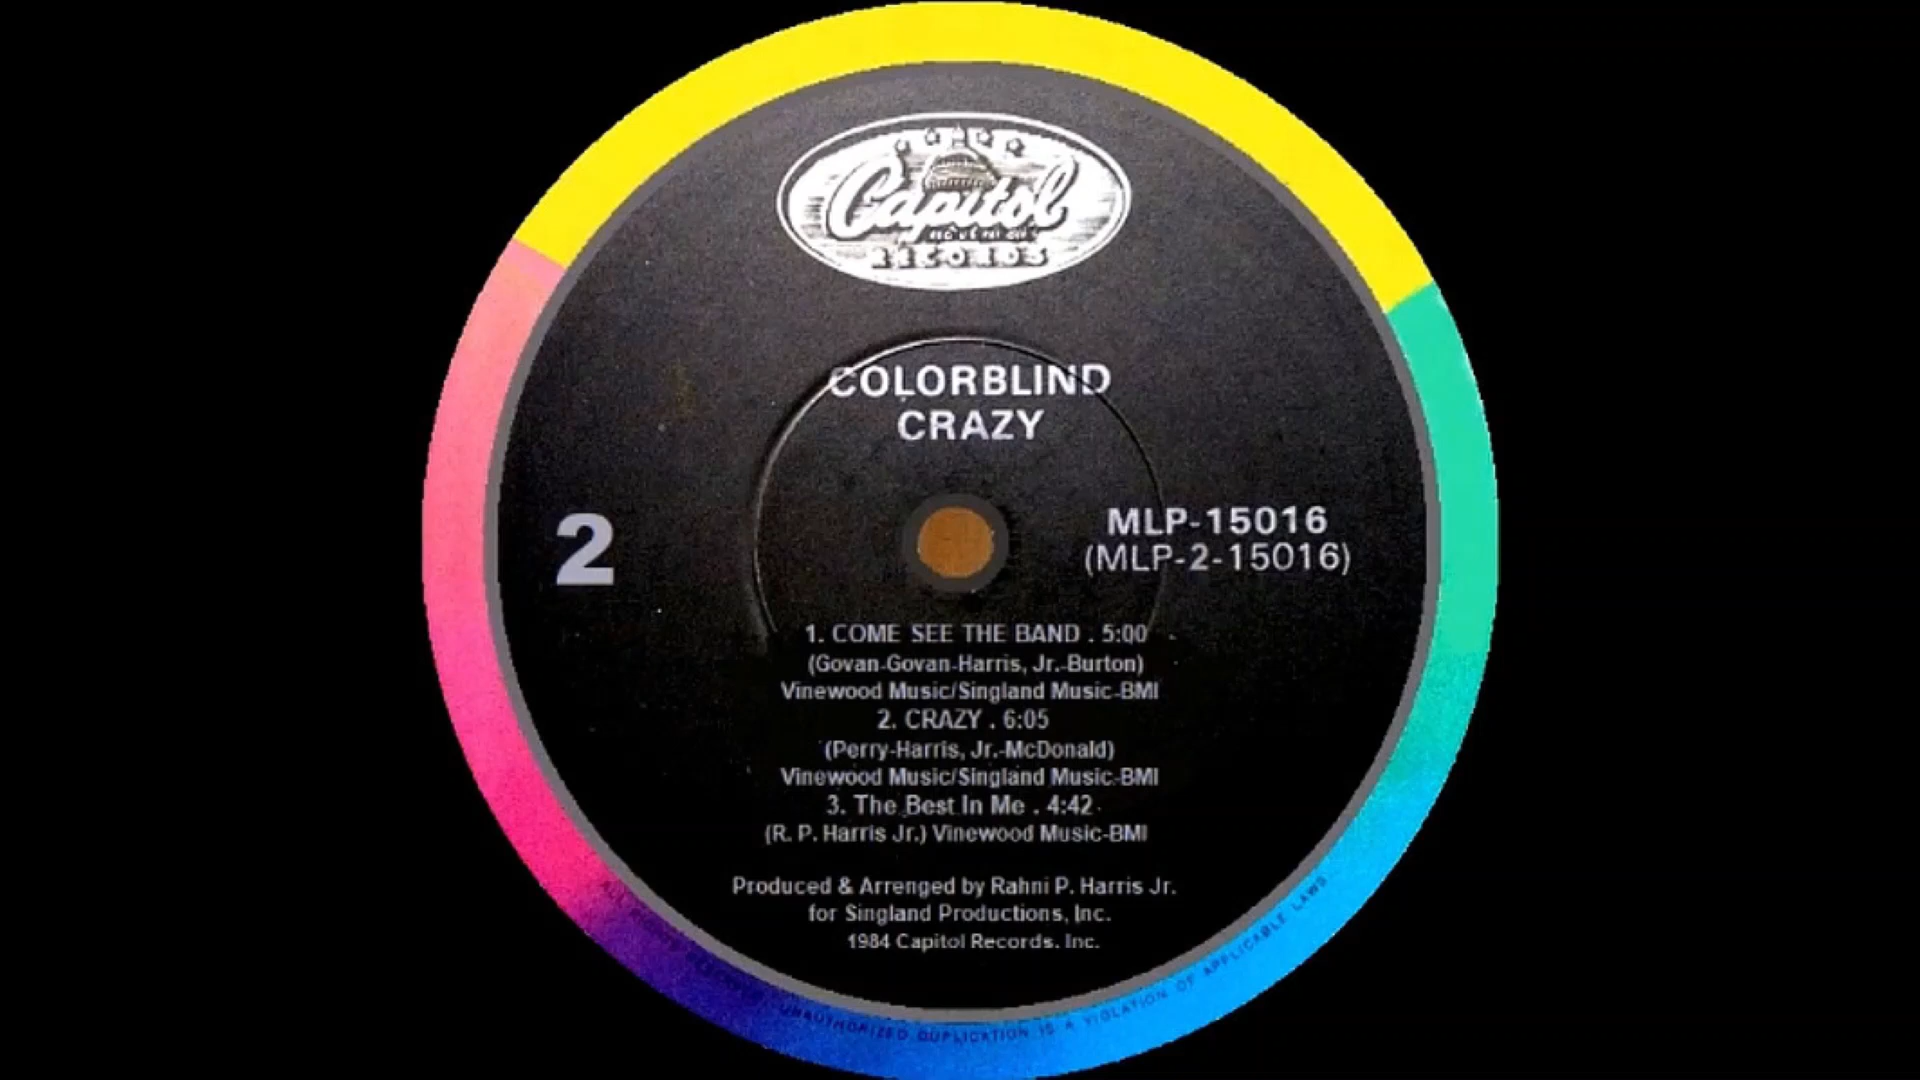 Capitol
RECORDS
COLORBLIND
CRAZY
2
MLP-15016
(MLP-2-15016)
1. COME SEE THE BAND . 5:00
(Govan-Govan-Harris, Jr.-Burton)
Vinewood Music/Singland Music-BMI
2. CRAZY . 6:05
(Perry-Harris, Jr.-McDonald)
Vinewood Music/Singland Music-BMI
3. The Best In Me . 4:42
(R. P. Harris Jr.) Vinewood Music-BMI
Produced & Arranged by Rahni P. Harris Jr.
for Singland Productions, Inc.
1984 Capitol Records. Inc.
UNAUTHORIZED DUPLICATION IS A VIOLATION OF APPLICABLE LAWS